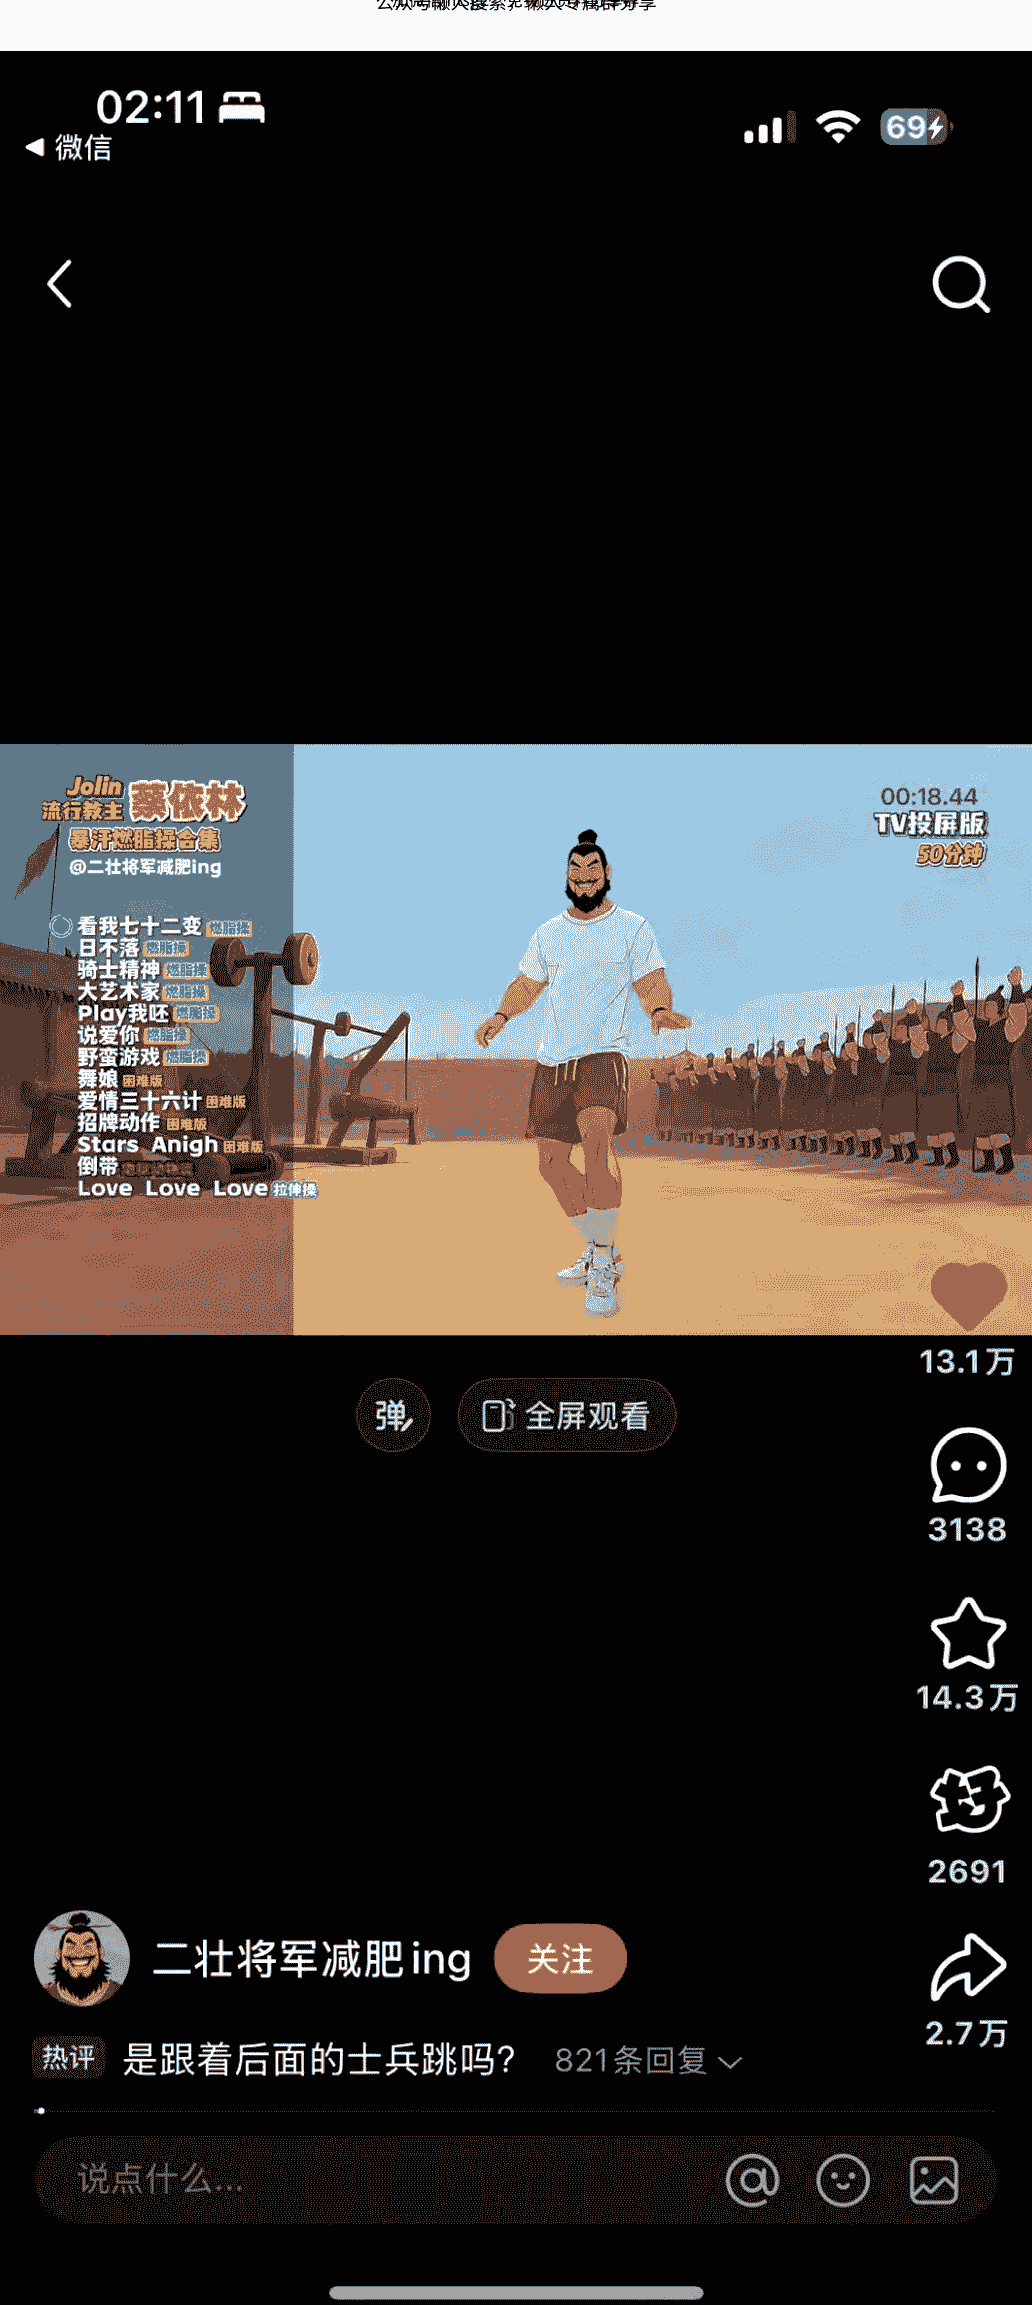 02:11
69
微信
Jolin
流行教主 蔡依林
暴汗燃脂操合集
@二壮将军减肥ing
00:18.44
TV投屏版
50分钟
看我七十二变 燃脂操
日不落 燃脂操
骑士精神 燃脂操
大艺术家 燃脂操
Play我呸 燃脂操
说爱你 燃脂操
野蛮游戏 燃脂操
舞娘 困难版
爱情三十六计 困难版
招牌动作 困难版
Stars Anigh 困难版
倒带
Love Love Love 拉伸操
13.1万
弹 全屏观看
3138
14.3万
2691
二壮将军减肥ing 关注
2.7万
热评 是跟着后面的士兵跳吗? 821条回复
说点什么...